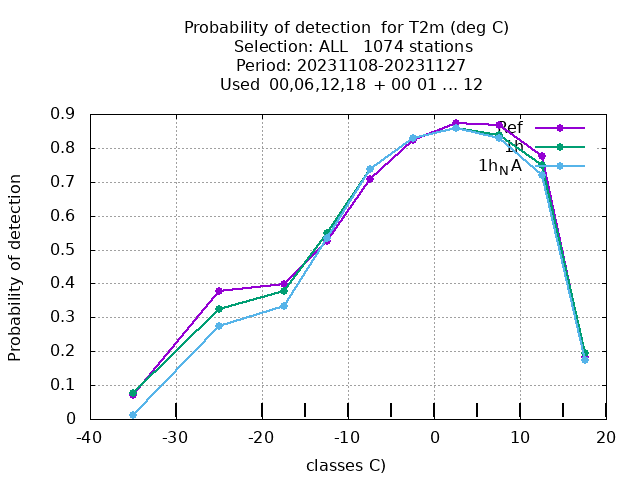 Probability of detection  for T2m (deg C)
Selection: ALL   1074 stations
Period: 20231108-20231127
Used  00,06,12,18  + 00 01 ... 12
Probability of detection
0.9
0.8
0.7
0.6
0.5
0.4
0.3
0.2
0.1
0
Ref
1h
1h_N A
-40 -30 -20 -10 0 10 20
classes C)